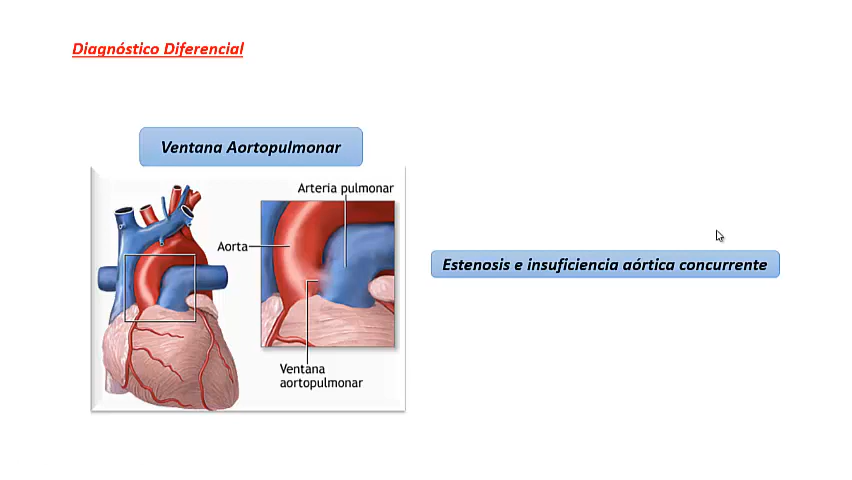 Diagnóstico Diferencial
Ventana Aortopulmonar
Arteria pulmonar
Aorta
Estenosis e insuficiencia aórtica concurrente
Ventana
aortopulmonar